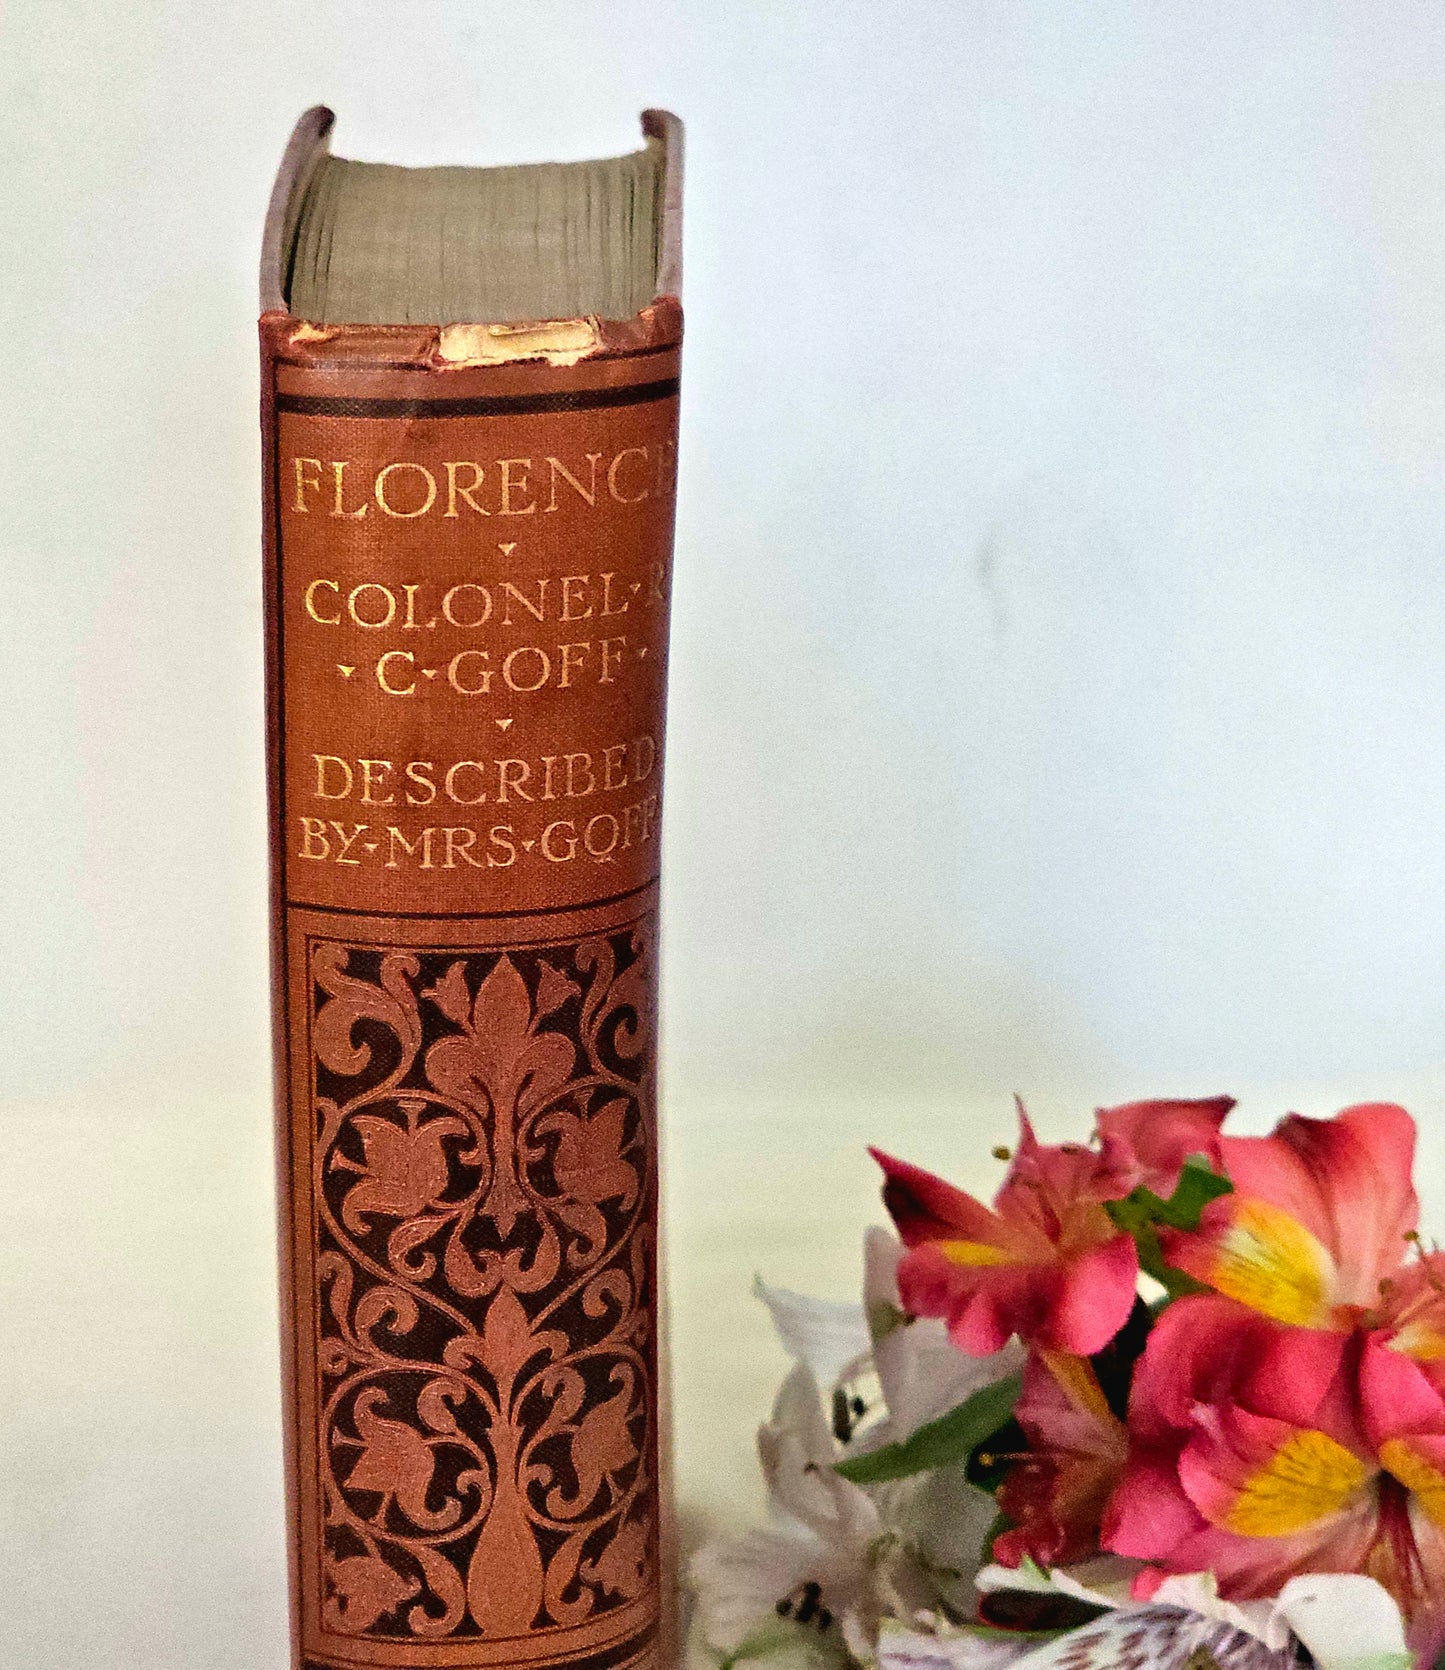 FLORENCE
COLONEL R
C GOFF
DESCRIBED
BY MRS GOFF